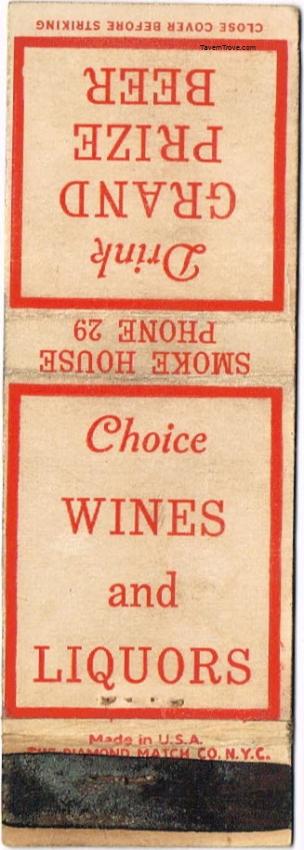 CLOSE COVER BEFORE STRIKING
TavernTrove.com
Drink
GRAND
PRIZE
BEER
SMOKE HOUSE
PHONE 29
Choice
WINES
and
LIQUORS
Made in U.S.A.
THE DIAMOND MATCH CO. N.Y.C.